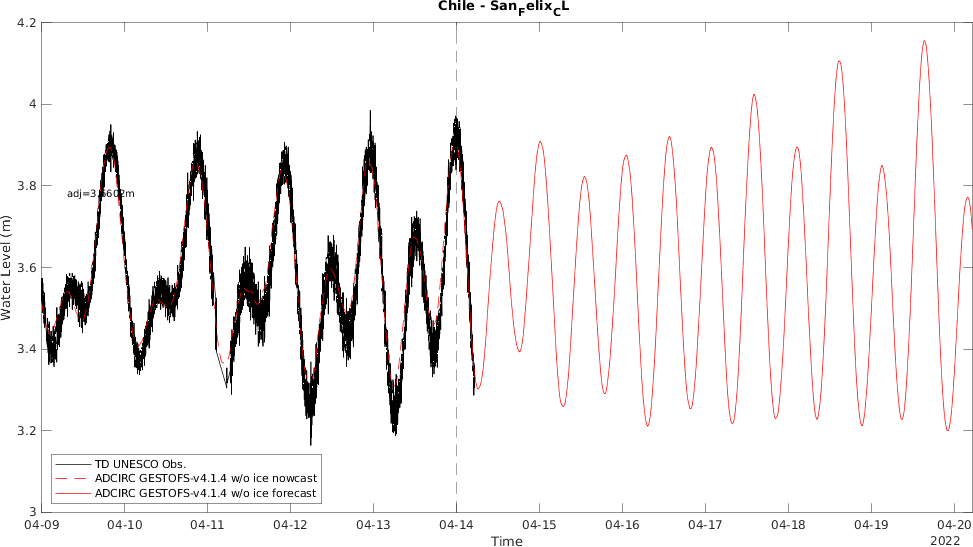 Chile - San_Felix_CL
4.2
4
3.8
3.6
3.4
3.2
3
Water Level (m)
adj=3.5602m
TD UNESCO Obs.
ADCIRC GESTOFS-v4.1.4 w/o ice nowcast
ADCIRC GESTOFS-v4.1.4 w/o ice forecast
04-09 04-10 04-11 04-12 04-13 04-14 04-15 04-16 04-17 04-18 04-19 04-20
Time
2022